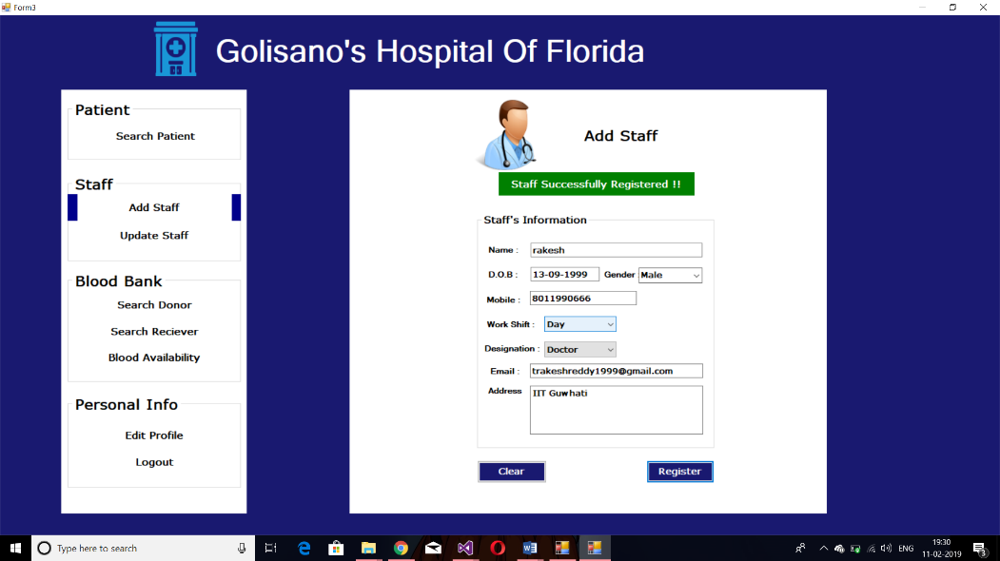 Form3
Golisano's Hospital Of Florida
Patient
Search Patient
Staff
Add Staff
Update Staff
Blood Bank
Search Donor
Search Reciever
Blood Availability
Personal Info
Edit Profile
Logout
Add Staff
Staff Successfully Registered !!
Staff's Information
Name : rakesh
D.O.B : 13-09-1999 Gender Male
Mobile : 8011990666
Work Shift : Day
Designation : Doctor
Email : trakeshreddy1999@gmail.com
Address IIT Guwhati
Clear Register
Type here to search
ENG
19:30
11-02-2019
3